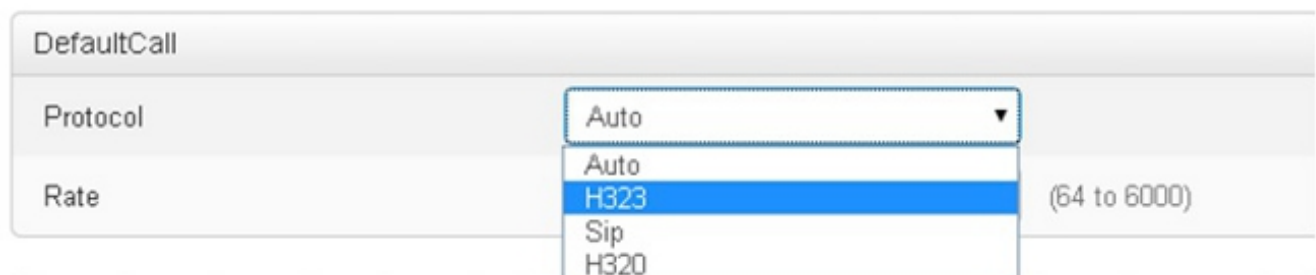 DefaultCall
Protocol
Auto
Auto
Rate
H323
(64 to 6000)
Sip
H320